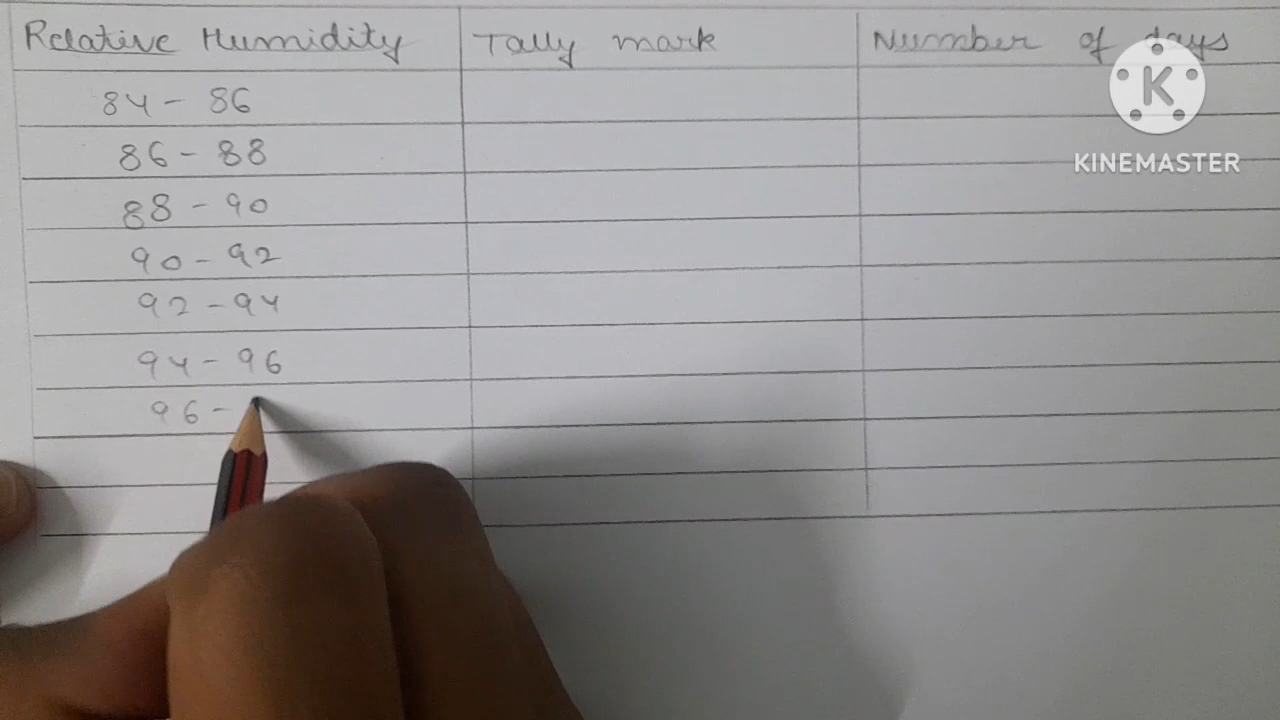 Relative Humidity Tally mark Number of days
84 - 86
86 - 88
88 - 90
90 - 92
92 - 94
94 - 96
96 -
K
KINEMASTER